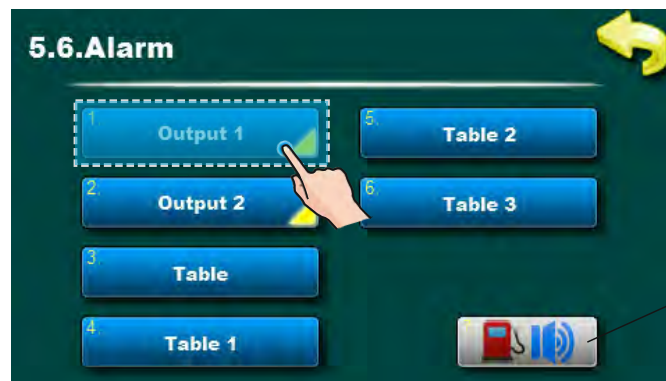 5.6.Alarm
1
Output 1
2.
Output 2
3
Table
4.
Table 1
5.
Table 2
6.
Table 3